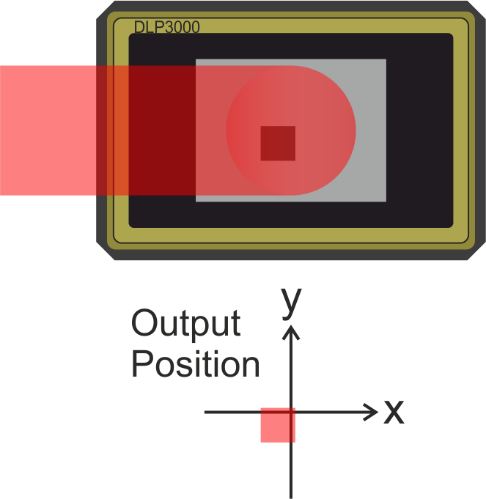 DLP3000
y
Output
Position
x